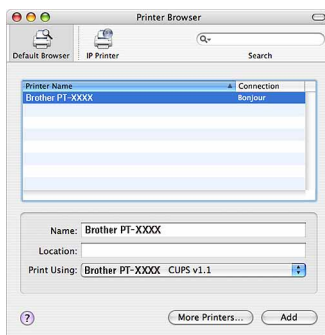 Printer Browser
Default Browser
IP Printer
Search
Printer Name
Connection
Brother PT-XXXX
Bonjour
Name: Brother PT-XXXX
Location:
Print Using: Brother PT-XXXX CUPS v1.1
?
More Printers...
Add